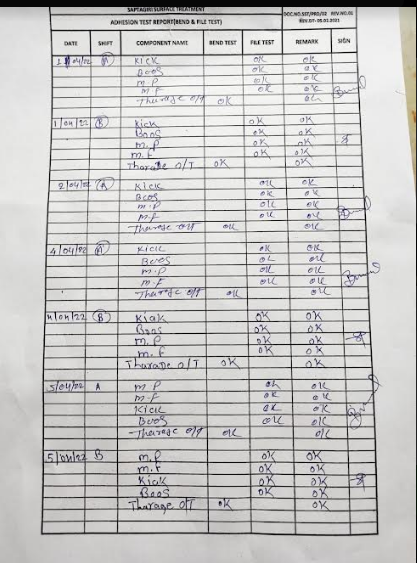 SAPTAGIRI SURFACE TREATMENT
ADHESION TEST REPORT(BEND & FILE TEST)
DOC.NO.SST/PRO/02 REV.NO.01
REV.DT- 05.01.2021
DATE SHIFT COMPONENT NAME BEND TEST FILE TEST REMARK SIGN
1/04/22 A Kick OK OK
Boos OK OK
M.P OK OK
M.F OK OK
Tharage O/T OK OK
1/04/22 B Kick OK OK
Boos OK OK
M.P OK OK
M.F OK OK
Tharage O/T OK OK
2/04/22 A Kick OK OK
Boos OK OK
M.P OK OK
M.F OK OK
Tharage O/T OK OK
4/04/22 A Kick OK OK
Boos OK OK
M.P OK OK
M.F OK OK
Tharage O/T OK OK
4/04/22 B Kick OK OK
Boos OK OK
M.P. OK OK
M.F OK OK
Tharage O/T OK OK
5/04/22 A M.P OK OK
M.F OK OK
Kick OK OK
Boos OK OK
Tharage O/T OK OK
5/04/22 B M.P OK OK
M.F OK OK
Kick OK OK
Boos OK OK
Tharage O/T OK OK